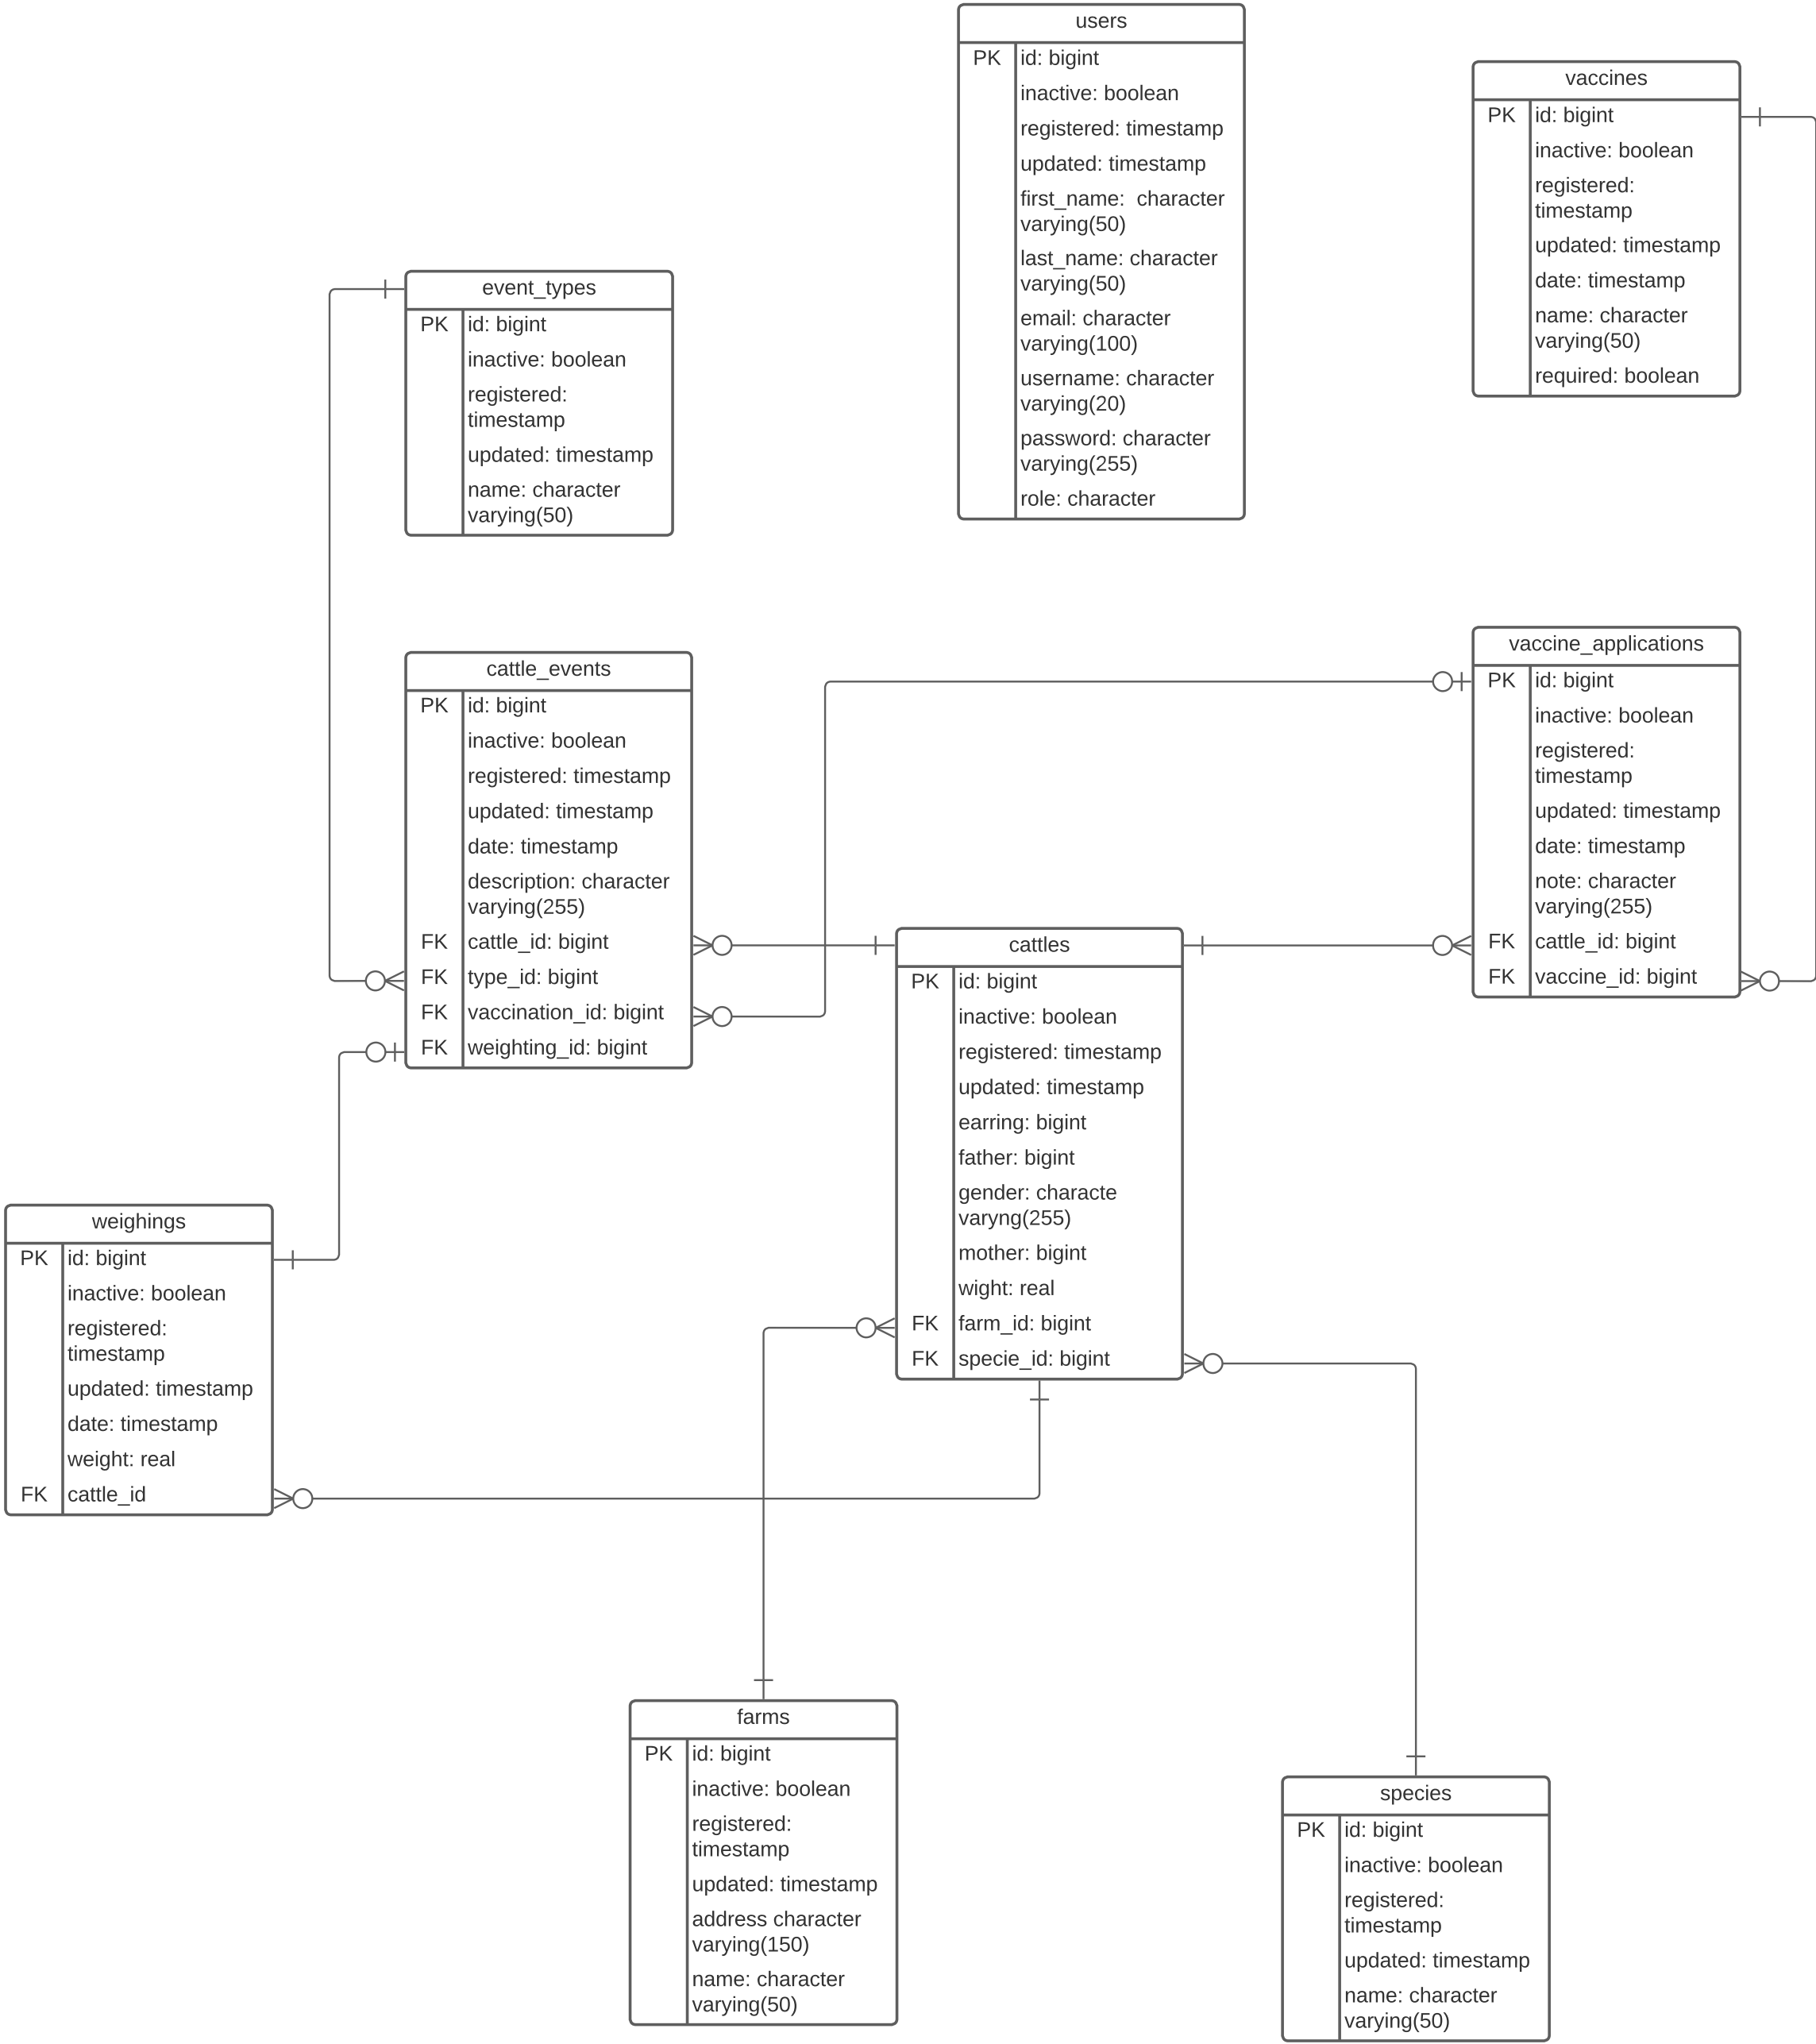 users
PK id: bigint
inactive: boolean
registered: timestamp
updated: timestamp
first_name: character
varying(50)
last_name: character
varying(50)
email: character
varying(100)
username: character
varying(20)
password: character
varying(255)
role: character
vaccines
PK id: bigint
inactive: boolean
registered:
timestamp
updated: timestamp
date: timestamp
name: character
varying(50)
required: boolean
event_types
PK id: bigint
inactive: boolean
registered:
timestamp
updated: timestamp
name: character
varying(50)
cattle_events
PK id: bigint
inactive: boolean
registered: timestamp
updated: timestamp
date: timestamp
description: character
varying(255)
FK cattle_id: bigint
FK type_id: bigint
FK vaccination_id: bigint
FK weighting_id: bigint
vaccine_applications
PK id: bigint
inactive: boolean
registered:
timestamp
updated: timestamp
date: timestamp
note: character
varying(255)
FK cattle_id: bigint
FK vaccine_id: bigint
cattles
PK id: bigint
inactive: boolean
registered: timestamp
updated: timestamp
earring: bigint
father: bigint
gender: characte
varyng(255)
mother: bigint
wight: real
FK farm_id: bigint
FK specie_id: bigint
weighings
PK id: bigint
inactive: boolean
registered:
timestamp
updated: timestamp
date: timestamp
weight: real
FK cattle_id
farms
PK id: bigint
inactive: boolean
registered:
timestamp
updated: timestamp
address character
varying(150)
name: character
varying(50)
species
PK id: bigint
inactive: boolean
registered:
timestamp
updated: timestamp
name: character
varying(50)